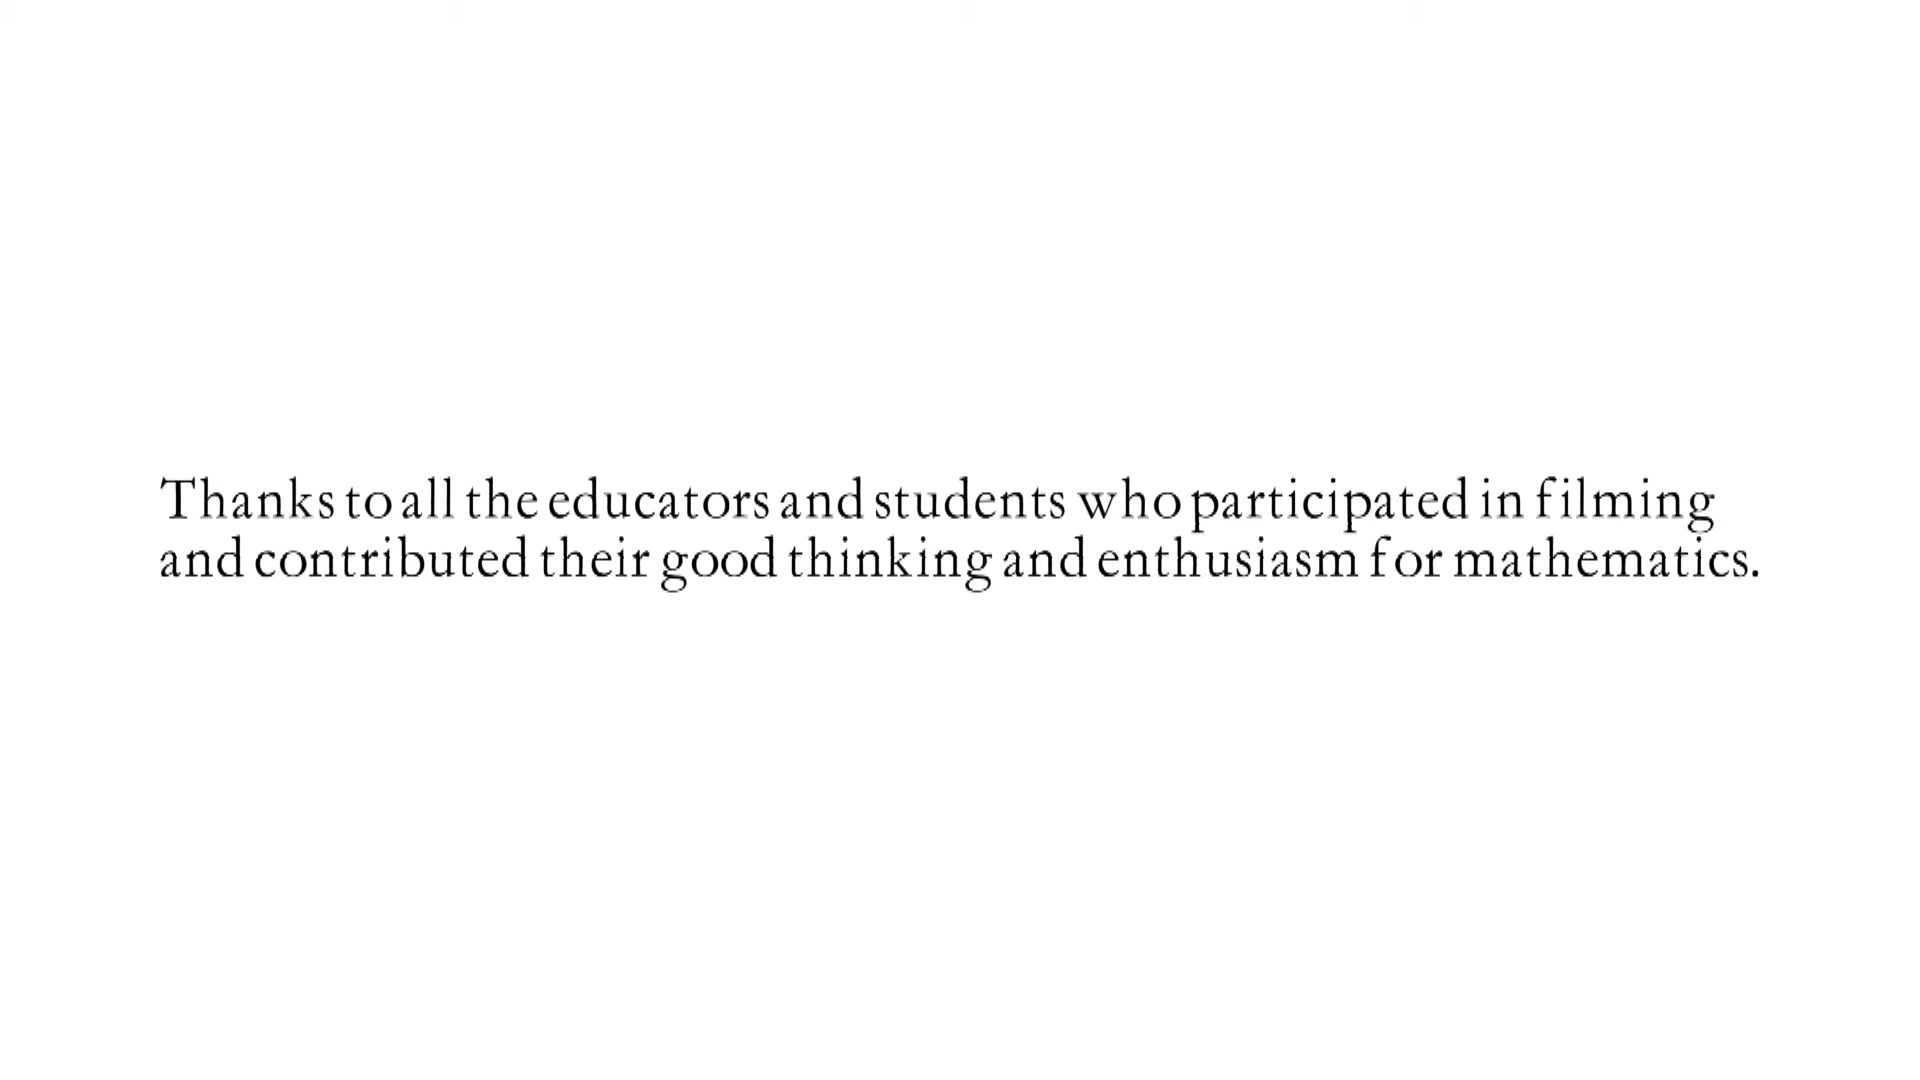 Thanks to all the educators and students who participated in filming
and contributed their good thinking and enthusiasm for mathematics.